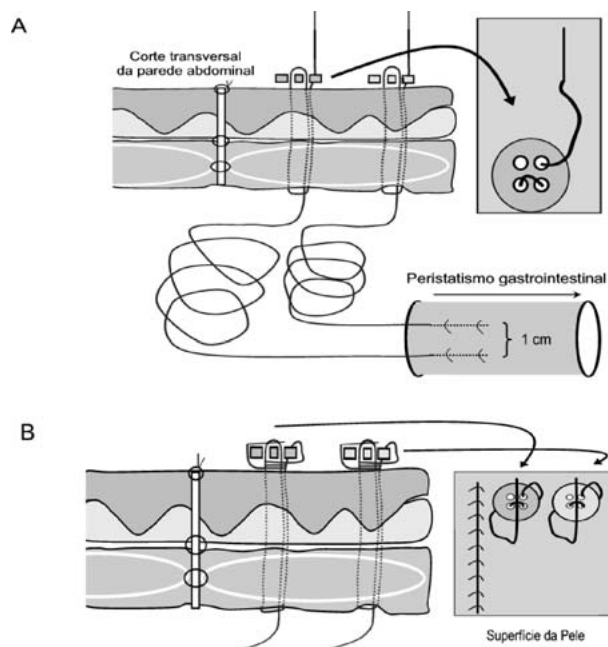 A
Corte transversal
da parede abdominal
Peristatismo gastrointestinal
1 cm
B
Superfície da Pele